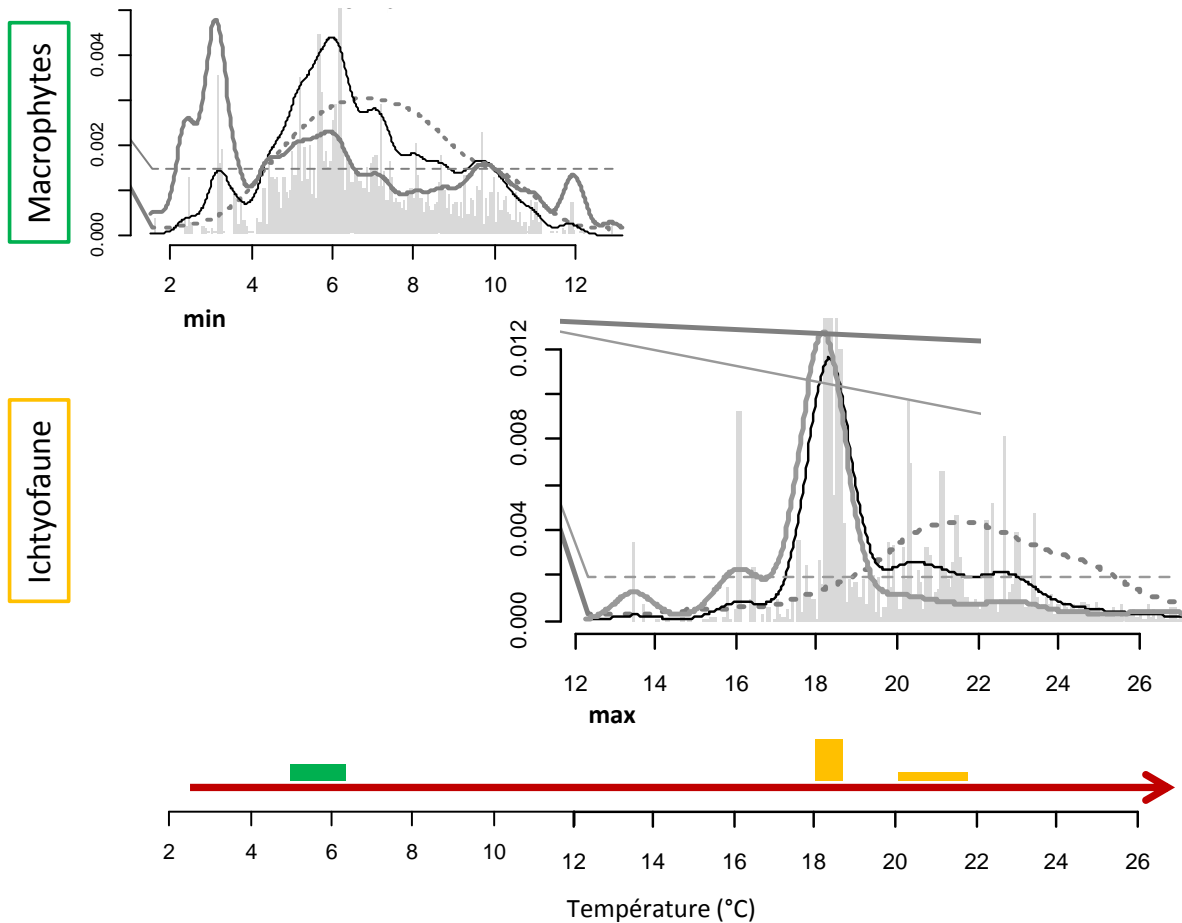 Macrophytes
0.004
0.002
0.000
2 4 6 8 10 12
min
Ichtyofaune
0.012
0.008
0.004
0.000
12 14 16 18 20 22 24 26
max
2 4 6 8 10 12 14 16 18 20 22 24 26
Température (°C)